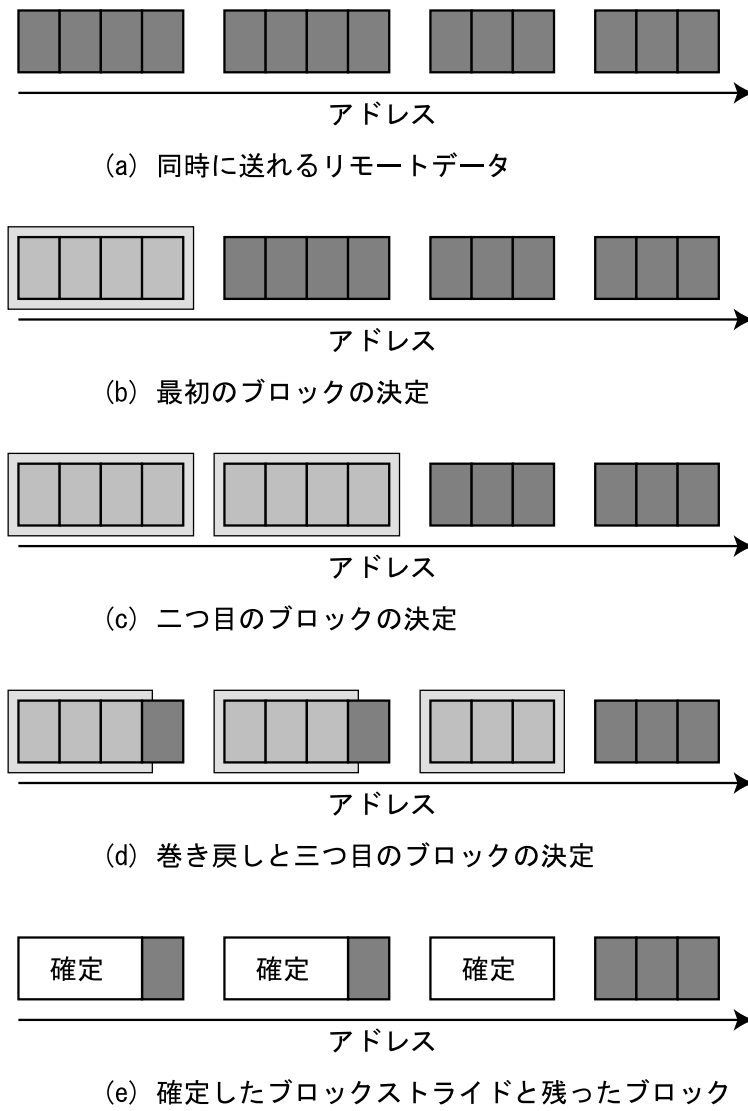 アドレス
(a) 同時に送れるリモートデータ
アドレス
(b) 最初のブロックの決定
アドレス
(c) 二つ目のブロックの決定
アドレス
(d) 巻き戻しと三つ目のブロックの決定
確定 確定 確定
アドレス
(e) 確定したブロックストライドと残ったブロック